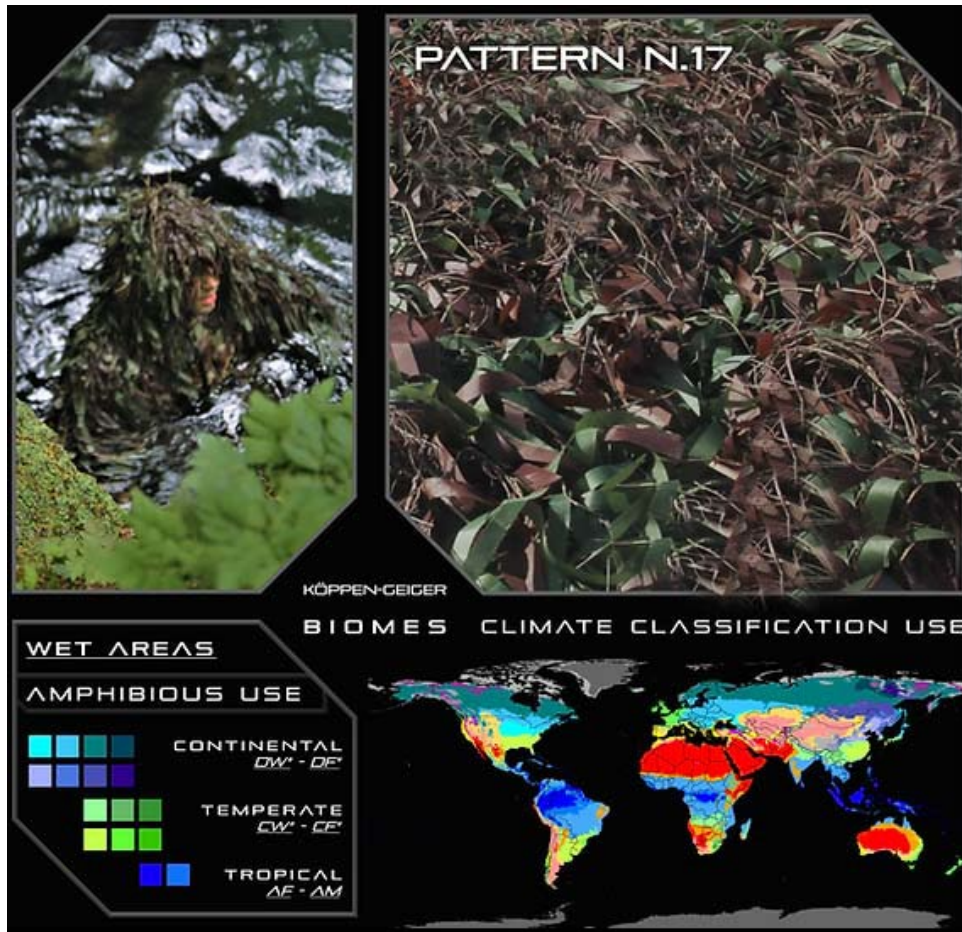 PATTERN N.17
KÖPPEN-GEIGER
BIOMES CLIMATE CLASSIFICATION USE
WET AREAS
AMPHIBIOUS USE
CONTINENTAL
DW* - DF*
TEMPERATE
CW* - CF*
TROPICAL
AF - AM